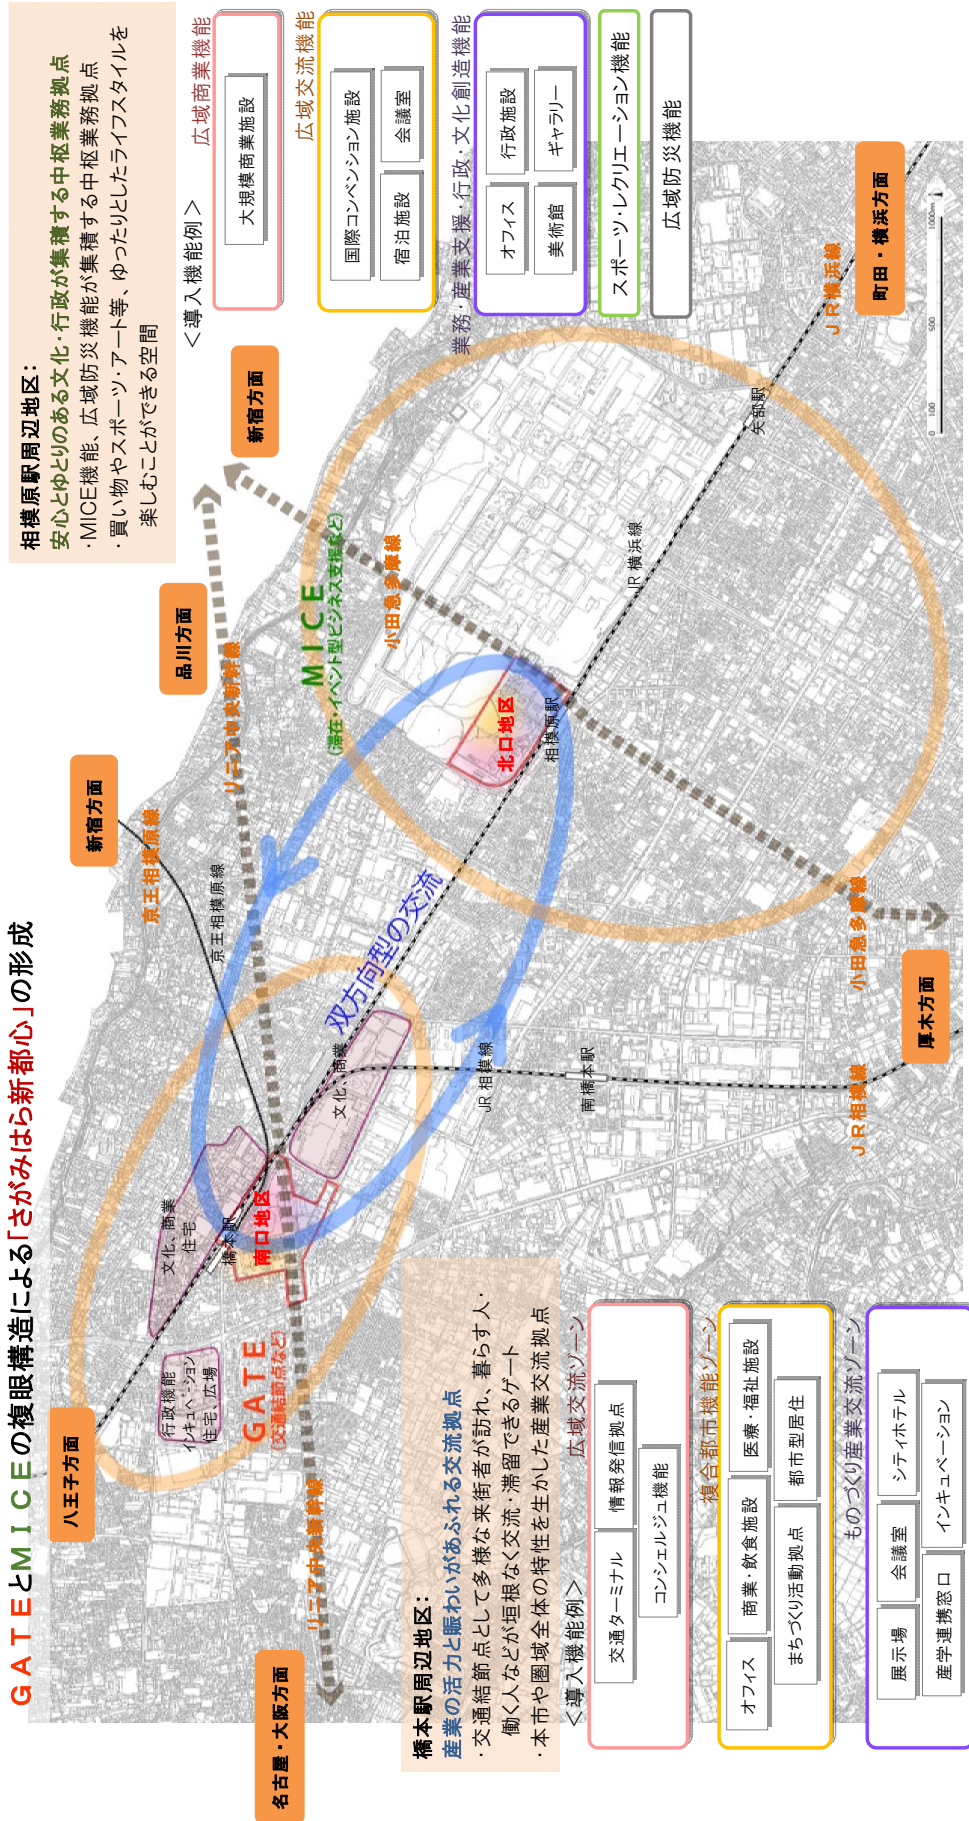 GATEとMICEの複眼構造による「さがみはら新都心」の形成
相模原駅周辺地区：
安心とゆとりのある文化・行政が集積する中枢業務拠点
・MICE機能、広域防災機能が集積する中枢業務拠点
・買い物やスポーツ・アート等、ゆったりとしたライフスタイルを
楽しむことができる空間
＜導入機能例＞
広域商業機能
大規模商業施設
広域交流機能
国際コンベンション施設
宿泊施設
会議室
業務・産業支援・行政・文化創造機能
オフィス
行政施設
美術館
ギャラリー
スポーツ・レクリエーション機能
広域防災機能
八王子方面
新宿方面
品川方面
新宿方面
名古屋・大阪方面
厚木方面
町田・横浜方面
京王相模原線
京王相模原線
リニア中央新幹線
リニア中央新幹線
小田急多摩線
小田急多摩線
JR横浜線
JR 横浜線
JR相模線
JR 相模線
MICE
（滞在・イベント型ビジネス支援など）
GATE
（交通結節点など）
双方向型の交流
行政機能
インキュベーション
住宅、広場
文化、商業
住宅
文化、商業
橋本駅
南口地区
北口地区
相模原駅
南橋本駅
矢部駅
0 100 500 1000m
橋本駅周辺地区：
産業の活力と賑わいがあふれる交流拠点
・交通結節点として多様な来街者が訪れ、暮らす人・
働く人などが垣根なく交流・滞留できるゲート
・本市や圏域全体の特性を生かした産業交流拠点
＜導入機能例＞
広域交流ゾーン
交通ターミナル
情報発信拠点
コンシェルジュ機能
複合都市機能ゾーン
オフィス
商業・飲食施設
医療・福祉施設
まちづくり活動拠点
都市型居住
ものづくり産業交流ゾーン
展示場
会議室
シティホテル
産学連携窓口
インキュベーション